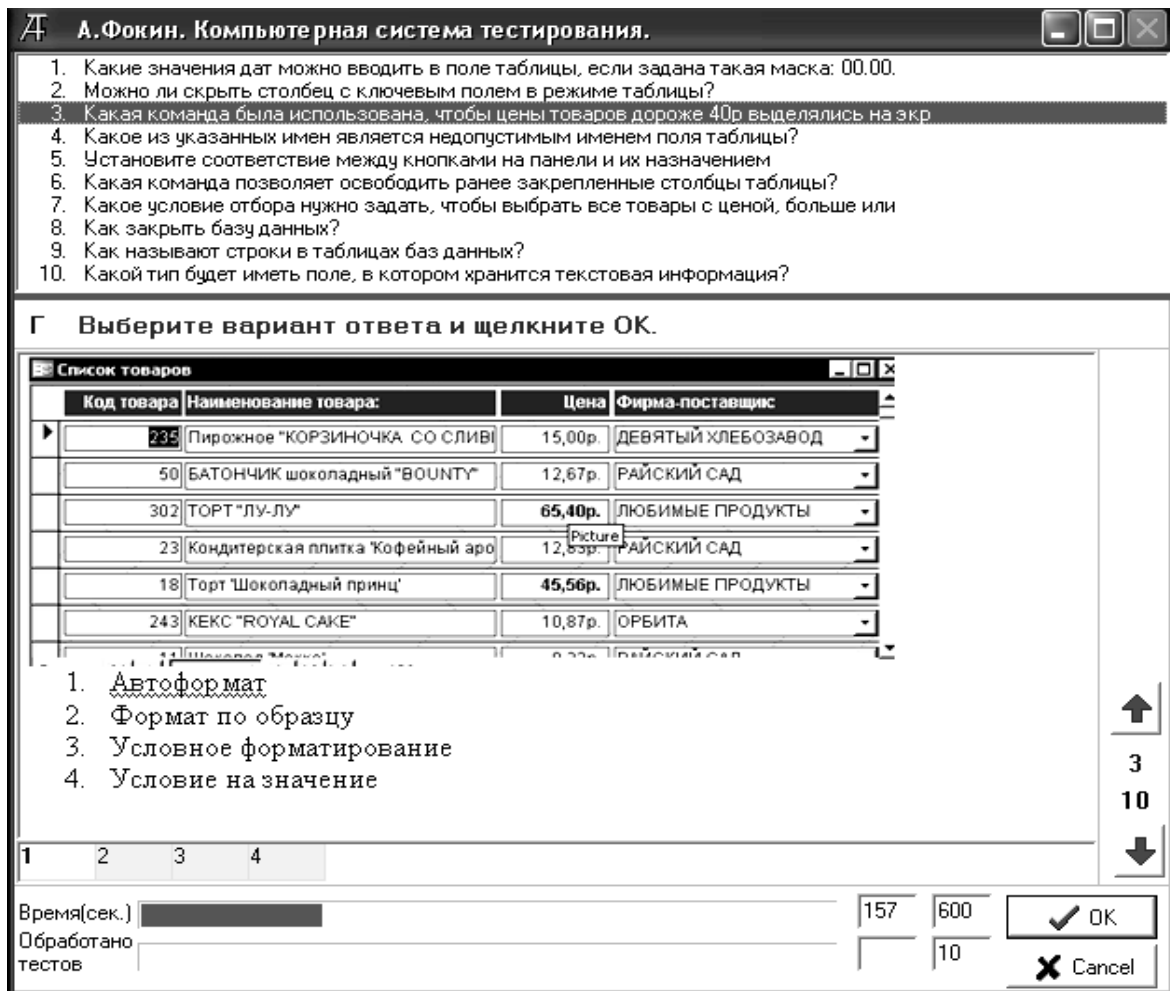 А.Фокин. Компьютерная система тестирования.
1. Какие значения дат можно вводить в поле таблицы, если задана такая маска: 00.00.
2. Можно ли скрыть столбец с ключевым полем в режиме таблицы?
3. Какая команда была использована, чтобы цены товаров дороже 40р выделялись на экр
4. Какое из указанных имен является недопустимым именем поля таблицы?
5. Установите соответствие между кнопками на панели и их назначением
6. Какая команда позволяет освободить ранее закрепленные столбцы таблицы?
7. Какое условие отбора нужно задать, чтобы выбрать все товары с ценой, больше или
8. Как закрыть базу данных?
9. Как называют строки в таблицах баз данных?
10. Какой тип будет иметь поле, в котором хранится текстовая информация?
Г Выберите вариант ответа и щелкните OK.
Список товаров
Код товара Наименование товара: Цена Фирма-поставщик:
235 Пирожное "КОРЗИНОЧКА СО СЛИВ 15,00р. ДЕВЯТЫЙ ХЛЕБОЗАВОД
50 БАТОНЧИК шоколадный "BOUNTY" 12,67р. РАЙСКИЙ САД
302 ТОРТ "ЛУ-ЛУ" 65,40р. ЛЮБИМЫЕ ПРОДУКТЫ
Picture
23 Кондитерская плитка 'Кофейный аро 12,83р. РАЙСКИЙ САД
18 Торт 'Шоколадный принц' 45,56р. ЛЮБИМЫЕ ПРОДУКТЫ
243 КЕКС "ROYAL CAKE" 10,87р. ОРБИТА
1. Автоформат
2. Формат по образцу
3. Условное форматирование
4. Условие на значение
3
10
1 2 3 4
Время(сек.) 157 600 OK
Обработано
тестов 10 Cancel